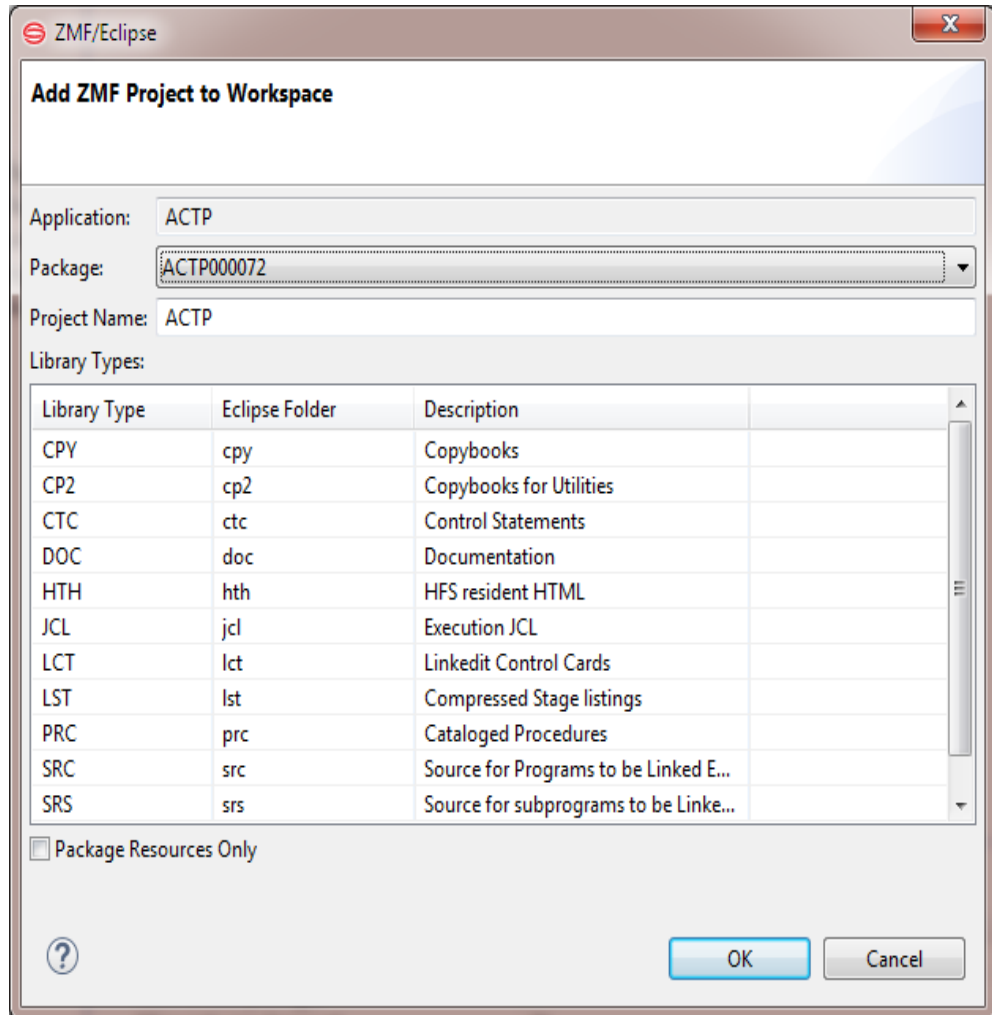 ZMF/Eclipse
Add ZMF Project to Workspace
Application: ACTP
Package: ACTP000072
Project Name: ACTP
Library Types:
Library Type Eclipse Folder Description
CPY cpy Copybooks
CP2 cp2 Copybooks for Utilities
CTC ctc Control Statements
DOC doc Documentation
HTH hth HFS resident HTML
JCL jcl Execution JCL
LCT lct Linkedit Control Cards
LST lst Compressed Stage listings
PRC prc Cataloged Procedures
SRC src Source for Programs to be Linked E...
SRS srs Source for subprograms to be Linke...
Package Resources Only
? OK Cancel